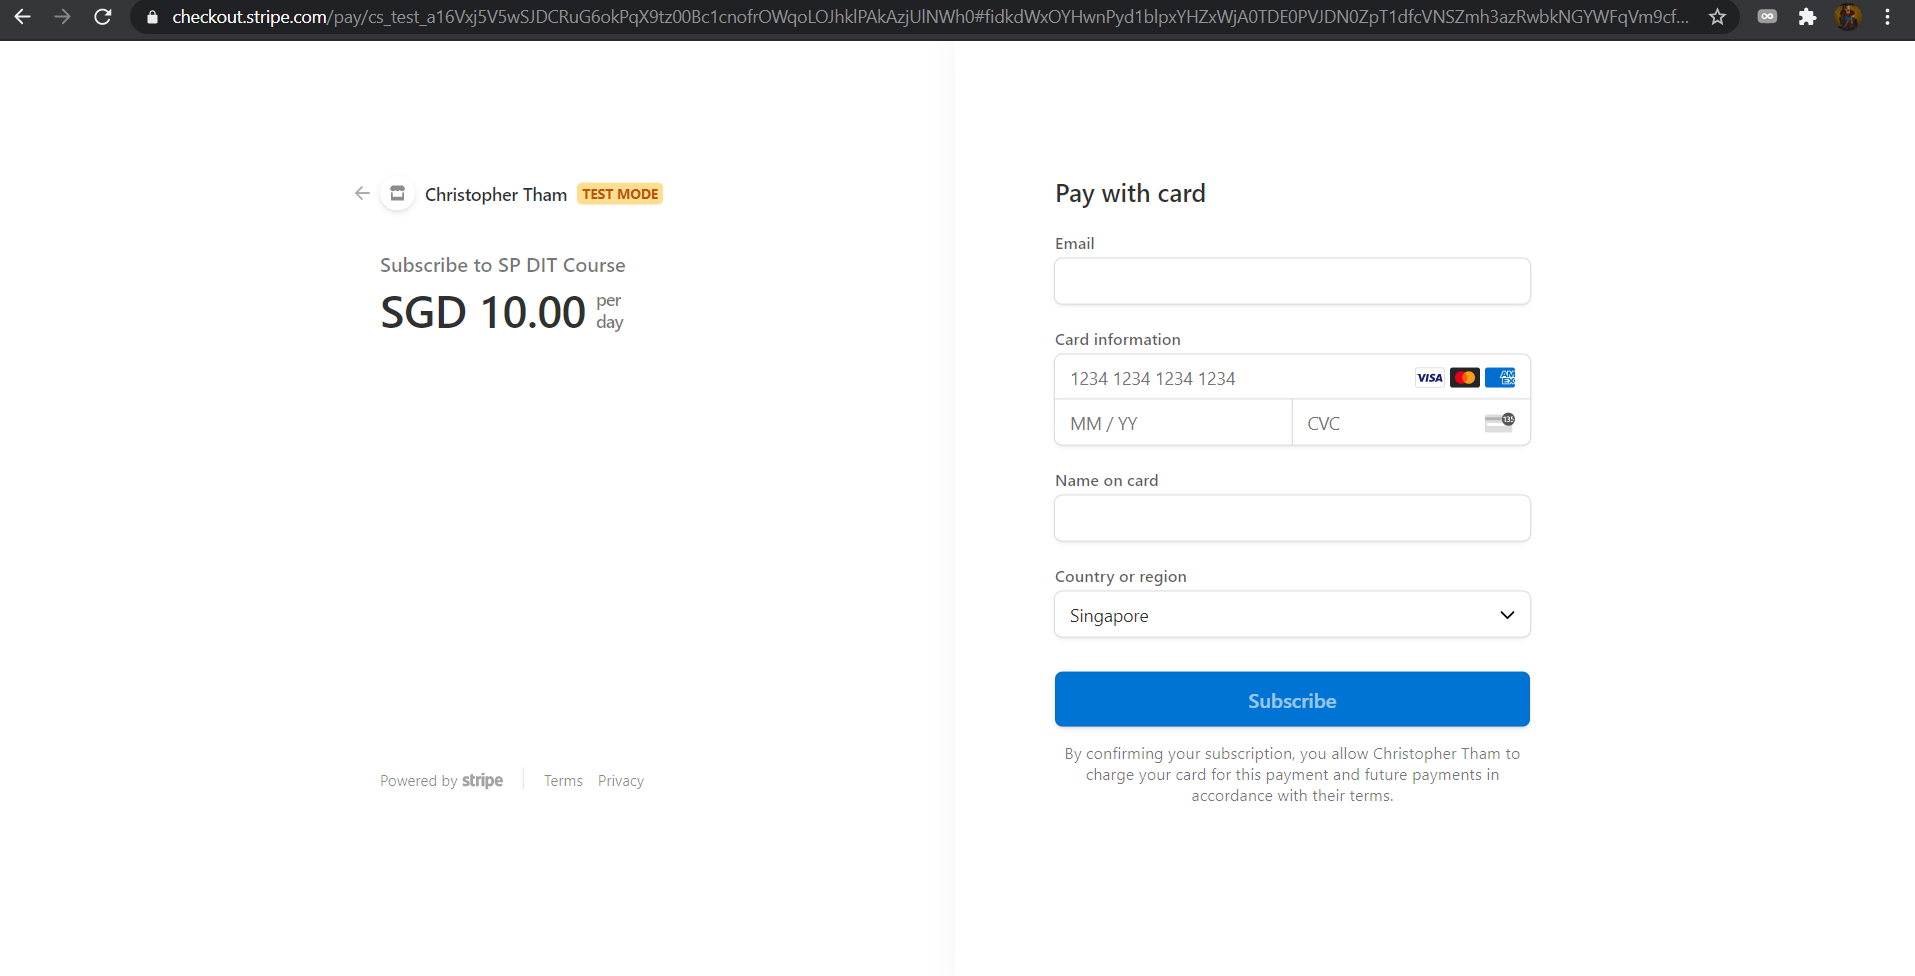 checkout.stripe.com/pay/cs_test_a16Vxj5V5wSJDCRuG6okPqX9tz00Bc1cnofrOWqoLOJhklPAkAzjUlNWh0#fidkdWxOYHwnPyd1blpxYHZxWjA0TDE0PVJDN0ZpT1dfcVNSZmh3azRwbkNGYWFqVm9cf...
Christopher Tham TEST MODE
Subscribe to SP DIT Course
SGD 10.00 per day
Pay with card
Email
Card information
1234 1234 1234 1234 VISA AM EX
MM / YY CVC 135
Name on card
Country or region
Singapore
Subscribe
By confirming your subscription, you allow Christopher Tham to
charge your card for this payment and future payments in
accordance with their terms.
Powered by stripe Terms Privacy